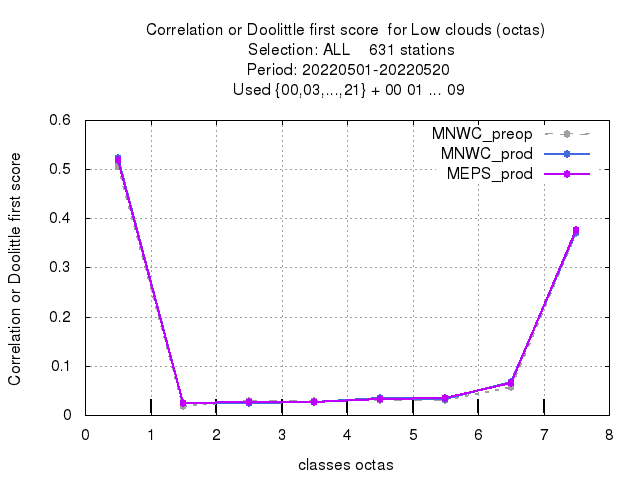 Correlation or Doolittle first score  for Low clouds (octas)
Selection: ALL    631 stations
Period: 20220501-20220520
Used {00,03,...,21} + 00 01 ... 09
MNWC_preop
MNWC_prod
MEPS_prod
Correlation or Doolittle first score
0.6
0.5
0.4
0.3
0.2
0.1
0
0 1 2 3 4 5 6 7 8
classes octas